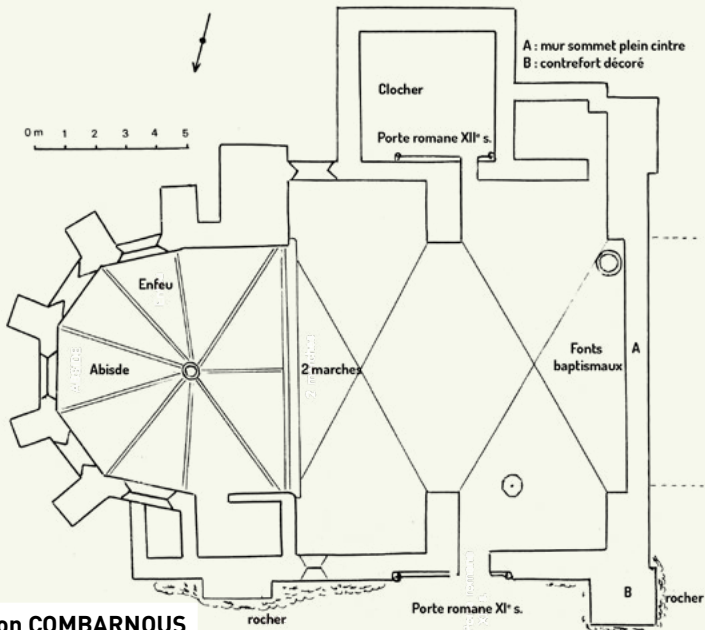 A : mur sommet plein cintre
B : contrefort décoré
Clocher
0 m 1 2 3 4 5
Porte romane XIIᵉ s.
Enfeu
Abisde
2 marches
Fonts
baptismaux
A
B
rocher
rocher
Porte romane XIᵉ s.
on COMBARNOUS